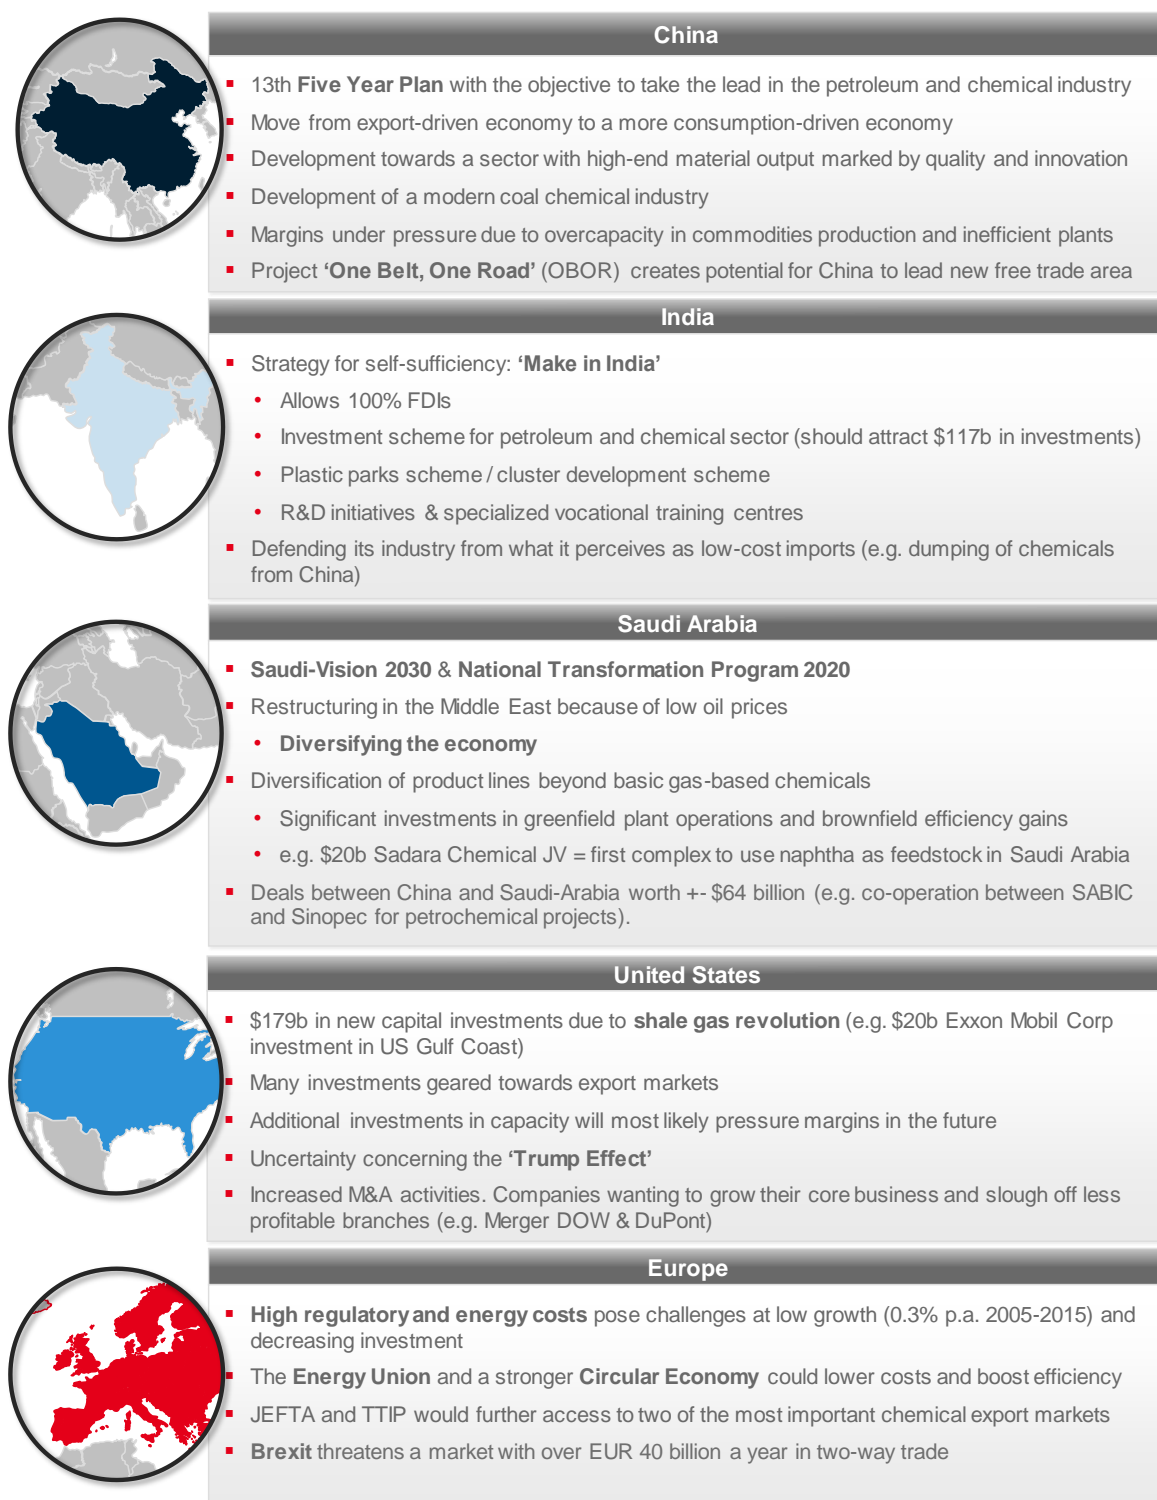 China
▪ 13th Five Year Plan with the objective to take the lead in the petroleum and chemical industry
▪ Move from export-driven economy to a more consumption-driven economy
▪ Development towards a sector with high-end material output marked by quality and innovation
▪ Development of a modern coal chemical industry
▪ Margins under pressure due to overcapacity in commodities production and inefficient plants
▪ Project ‘One Belt, One Road’ (OBOR) creates potential for China to lead new free trade area
India
▪ Strategy for self-sufficiency: ‘Make in India’
• Allows 100% FDIs
• Investment scheme for petroleum and chemical sector (should attract $117b in investments)
• Plastic parks scheme / cluster development scheme
• R&D initiatives & specialized vocational training centres
▪ Defending its industry from what it perceives as low-cost imports (e.g. dumping of chemicals
from China)
Saudi Arabia
▪ Saudi-Vision 2030 & National Transformation Program 2020
▪ Restructuring in the Middle East because of low oil prices
• Diversifying the economy
▪ Diversification of product lines beyond basic gas-based chemicals
• Significant investments in greenfield plant operations and brownfield efficiency gains
• e.g. $20b Sadara Chemical JV = first complex to use naphtha as feedstock in Saudi Arabia
▪ Deals between China and Saudi-Arabia worth +- $64 billion (e.g. co-operation between SABIC
and Sinopec for petrochemical projects).
United States
▪ $179b in new capital investments due to shale gas revolution (e.g. $20b Exxon Mobil Corp
investment in US Gulf Coast)
▪ Many investments geared towards export markets
▪ Additional investments in capacity will most likely pressure margins in the future
▪ Uncertainty concerning the ‘Trump Effect’
▪ Increased M&A activities. Companies wanting to grow their core business and slough off less
profitable branches (e.g. Merger DOW & DuPont)
Europe
▪ High regulatory and energy costs pose challenges at low growth (0.3% p.a. 2005-2015) and
decreasing investment
▪ The Energy Union and a stronger Circular Economy could lower costs and boost efficiency
▪ JEFTA and TTIP would further access to two of the most important chemical export markets
▪ Brexit threatens a market with over EUR 40 billion a year in two-way trade